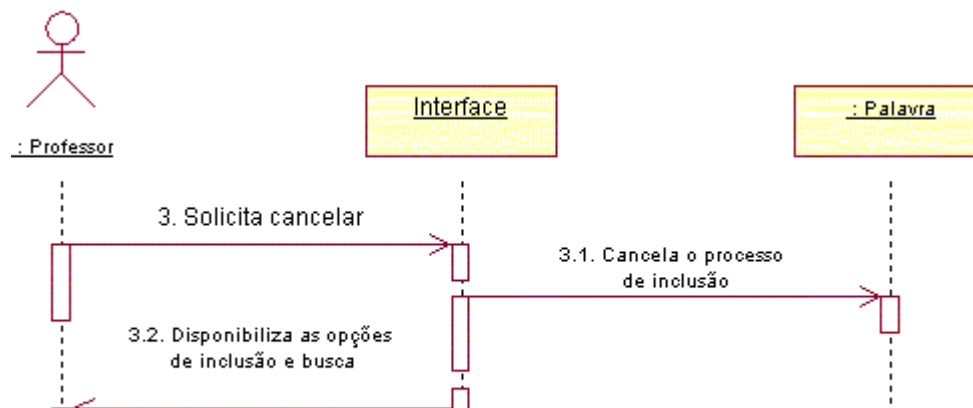 Interface
: Palavra
: Professor
3. Solicita cancelar
3.1. Cancela o processo
de inclusão
3.2. Disponibiliza as opções
de inclusão e busca